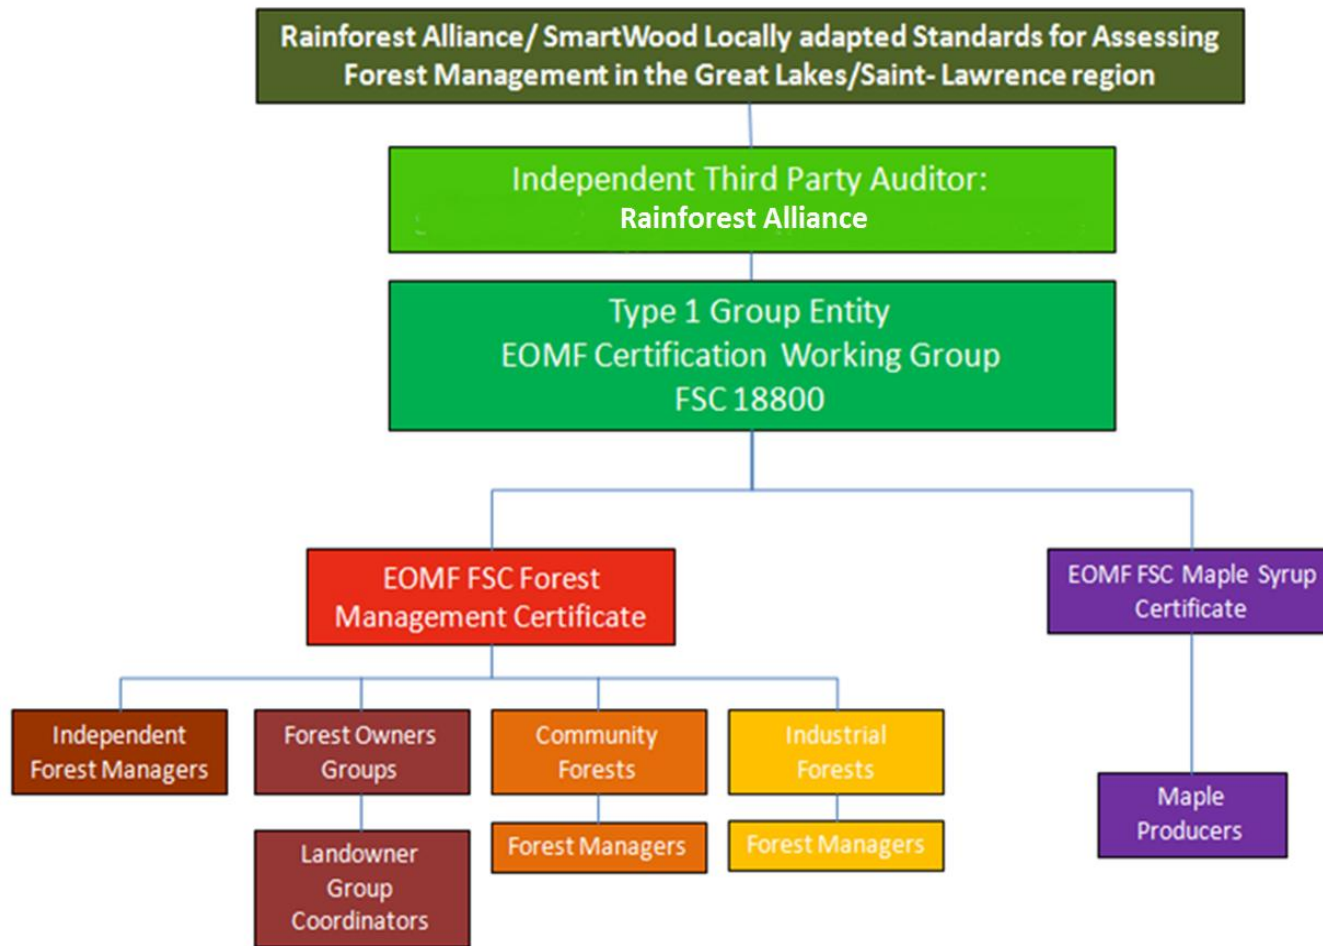 Rainforest Alliance/ SmartWood Locally adapted Standards for Assessing
Forest Management in the Great Lakes/Saint- Lawrence region
Independent Third Party Auditor:
Rainforest Alliance
Type 1 Group Entity
EOMF Certification Working Group
FSC 18800
EOMF FSC Forest
Management Certificate
EOMF FSC Maple Syrup
Certificate
Independent
Forest Managers
Forest Owners
Groups
Community
Forests
Industrial
Forests
Landowner
Group
Coordinators
Forest Managers
Forest Managers
Maple
Producers